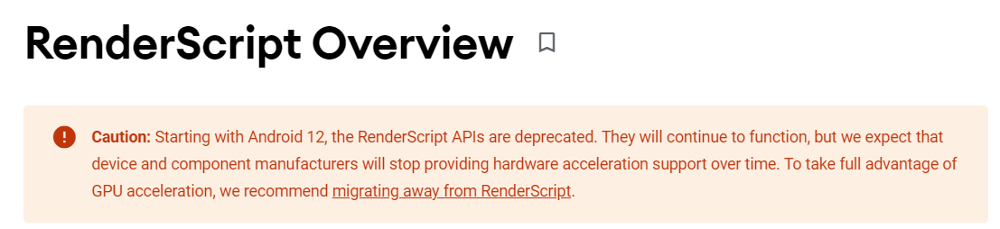 RenderScript Overview
Caution: Starting with Android 12, the RenderScript APIs are deprecated. They will continue to function, but we expect that
device and component manufacturers will stop providing hardware acceleration support over time. To take full advantage of
GPU acceleration, we recommend migrating away from RenderScript.